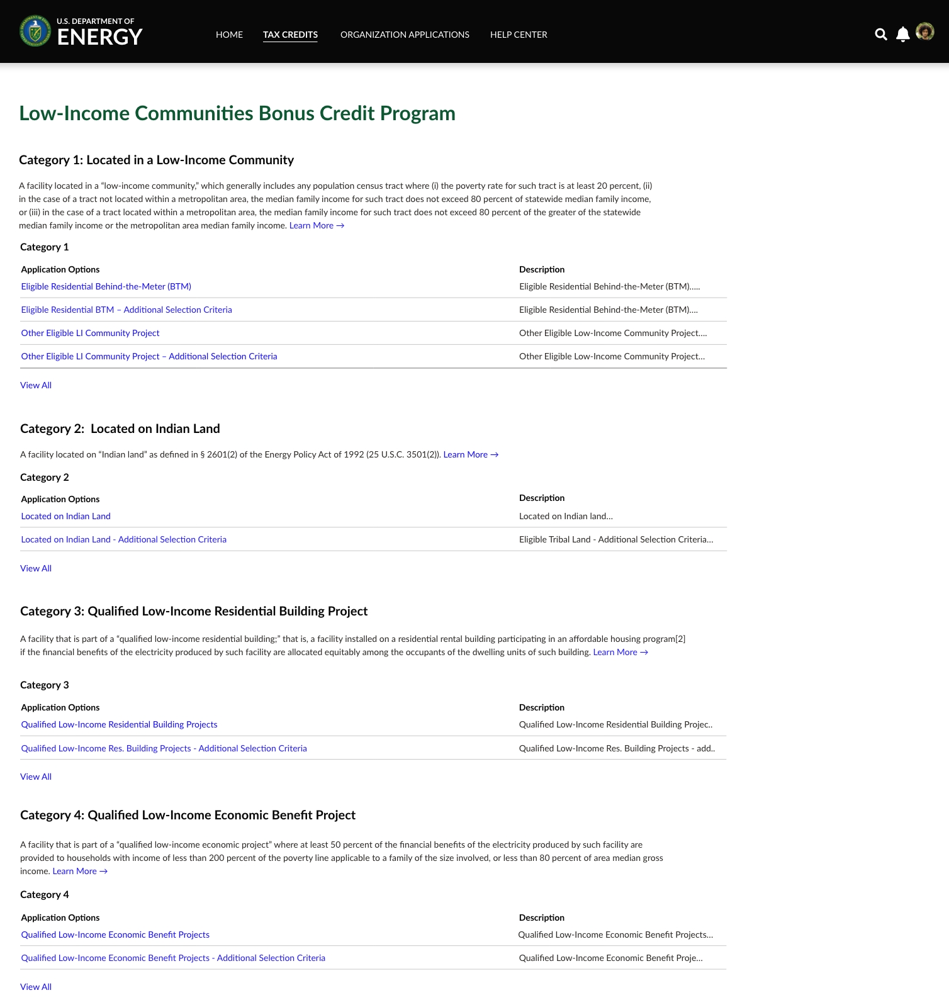 U.S. DEPARTMENT OF
ENERGY
HOME TAX CREDITS ORGANIZATION APPLICATIONS HELP CENTER
Low-Income Communities Bonus Credit Program
Category 1: Located in a Low-Income Community
A facility located in a “low-income community,” which generally includes any population census tract where (i) the poverty rate for such tract is at least 20 percent, (ii)
in the case of a tract not located within a metropolitan area, the median family income for such tract does not exceed 80 percent of statewide median family income,
or (iii) in the case of a tract located within a metropolitan area, the median family income for such tract does not exceed 80 percent of the greater of the statewide
median family income or the metropolitan area median family income. Learn More →
Category 1
Application Options Description
Eligible Residential Behind-the-Meter (BTM) Eligible Residential Behind-the-Meter (BTM).....
Eligible Residential BTM – Additional Selection Criteria Eligible Residential Behind-the-Meter (BTM)....
Other Eligible LI Community Project Other Eligible Low-Income Community Project....
Other Eligible LI Community Project – Additional Selection Criteria Other Eligible Low-Income Community Project...
View All
Category 2:  Located on Indian Land
A facility located on “Indian land” as defined in § 2601(2) of the Energy Policy Act of 1992 (25 U.S.C. 3501(2)). Learn More →
Category 2
Application Options Description
Located on Indian Land Located on Indian land...
Located on Indian Land - Additional Selection Criteria Eligible Tribal Land - Additional Selection Criteria...
View All
Category 3: Qualified Low-Income Residential Building Project
A facility that is part of a “qualified low-income residential building;” that is, a facility installed on a residential rental building participating in an affordable housing program[2]
if the financial benefits of the electricity produced by such facility are allocated equitably among the occupants of the dwelling units of such building. Learn More →
Category 3
Application Options Description
Qualified Low-Income Residential Building Projects Qualified Low-Income Residential Building Projec..
Qualified Low-Income Res. Building Projects - Additional Selection Criteria Qualified Low-Income Res. Building Projects - add..
View All
Category 4: Qualified Low-Income Economic Benefit Project
A facility that is part of a “qualified low-income economic project” where at least 50 percent of the financial benefits of the electricity produced by such facility are
provided to households with income of less than 200 percent of the poverty line applicable to a family of the size involved, or less than 80 percent of area median gross
income. Learn More →
Category 4
Application Options Description
Qualified Low-Income Economic Benefit Projects Qualified Low-Income Economic Benefit Projects...
Qualified Low-Income Economic Benefit Projects - Additional Selection Criteria Qualified Low-Income Economic Benefit Proje...
View All